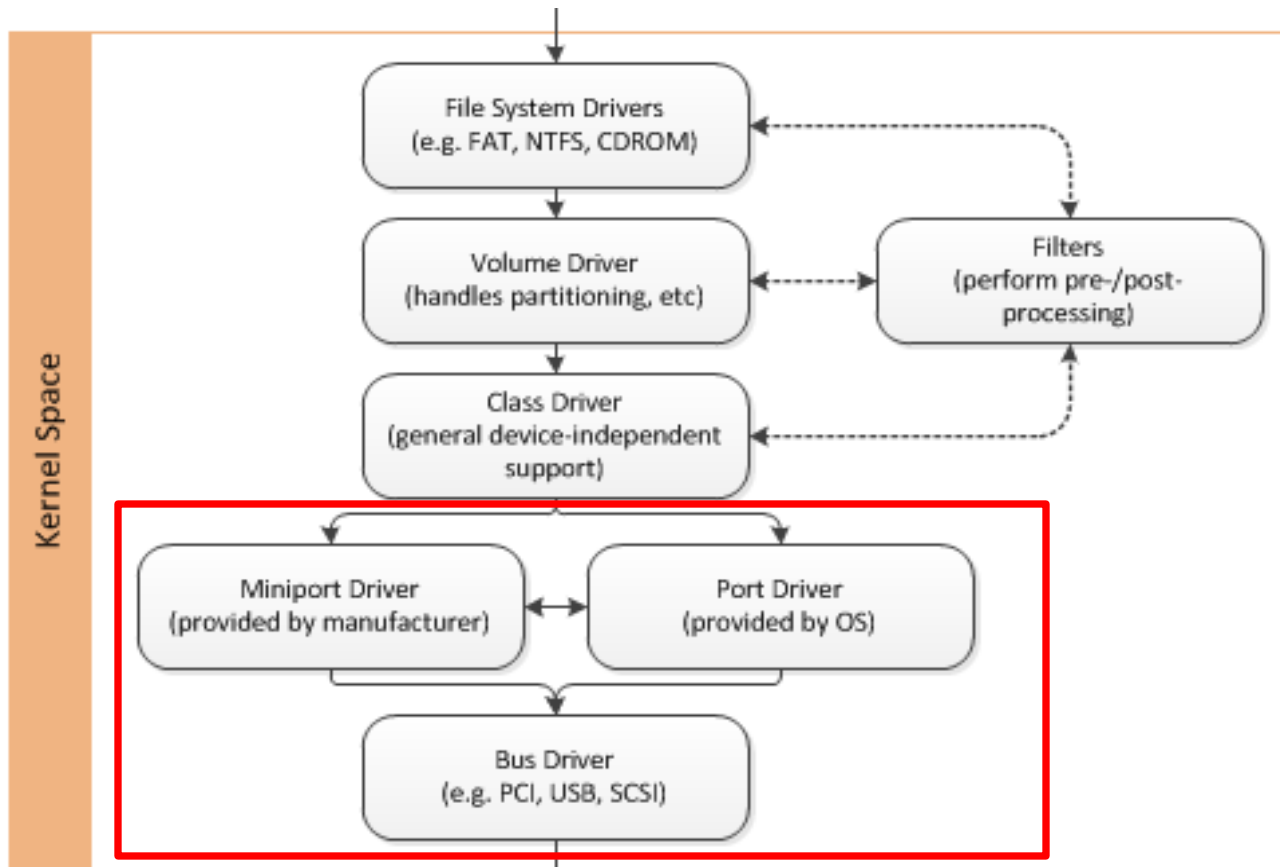 File System Drivers
(e.g. FAT, NTFS, CDROM)
Volume Driver
(handles partitioning, etc)
Filters
(perform pre-/post-
processing)
Class Driver
(general device-independent
support)
Kernel Space
Miniport Driver
(provided by manufacturer)
Port Driver
(provided by OS)
Bus Driver
(e.g. PCI, USB, SCSI)